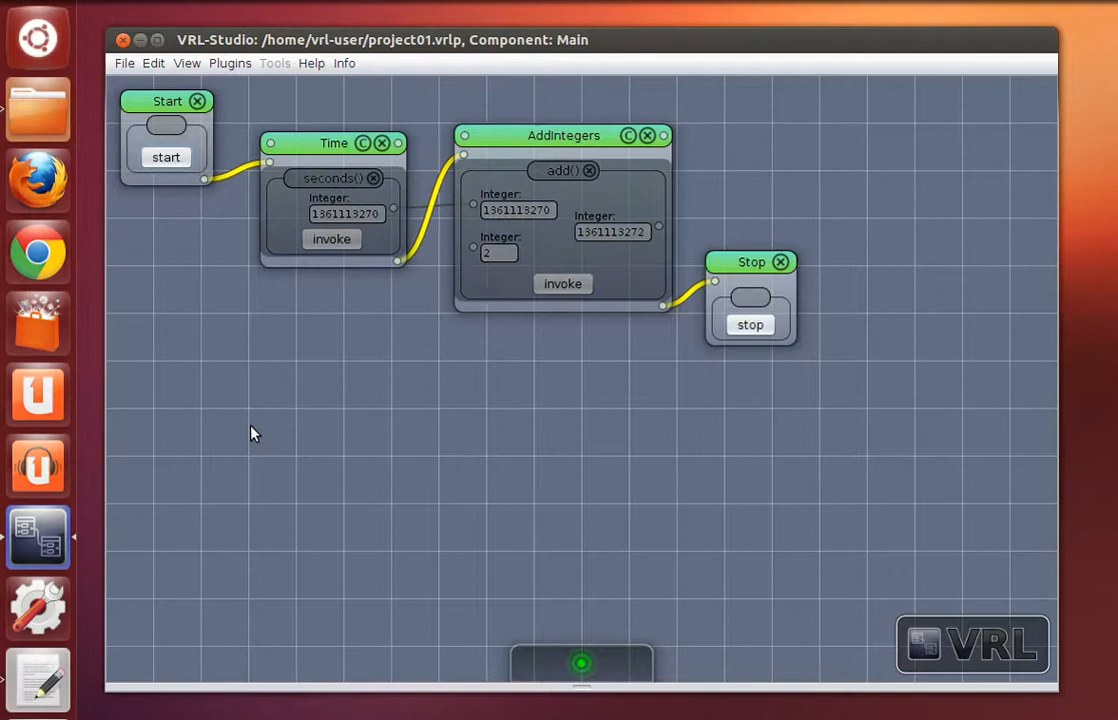 VRL-Studio: /home/vrl-user/project01.vrlp, Component: Main
File Edit View Plugins Tools Help Info
Start
start
Time
seconds()
Integer:
1361113270
invoke
AddIntegers
add()
Integer:
1361113270
Integer:
1361113272
Integer:
2
invoke
Stop
stop
VRL